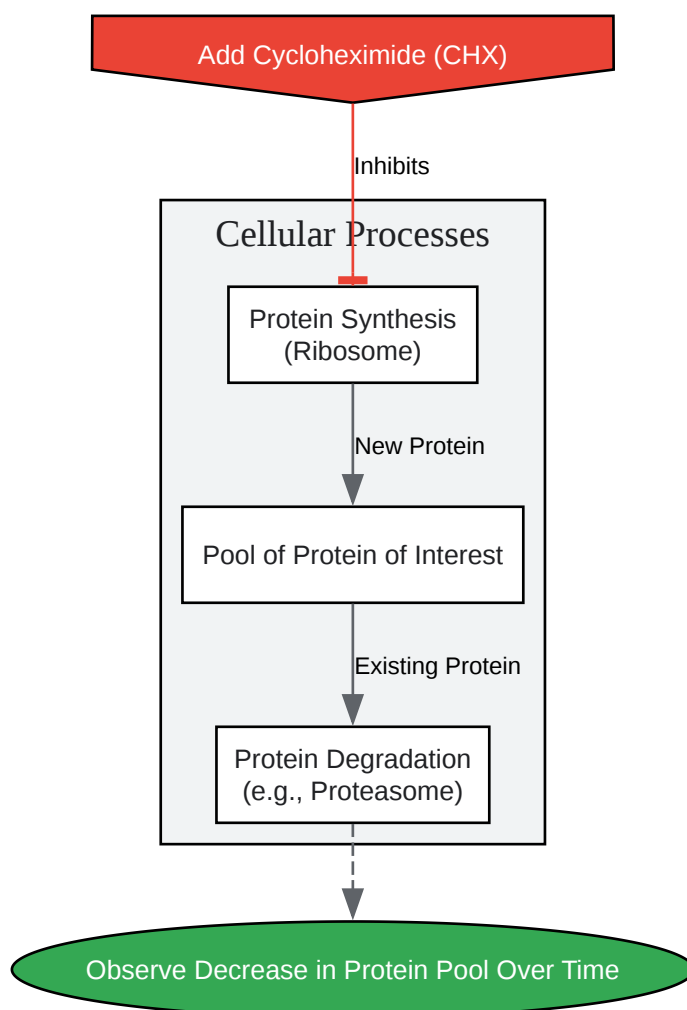 Add Cycloheximide (CHX)
Inhibits
Cellular Processes
Protein Synthesis
(Ribosome)
New Protein
Pool of Protein of Interest
Existing Protein
Protein Degradation
(e.g., Proteasome)
Observe Decrease in Protein Pool Over Time